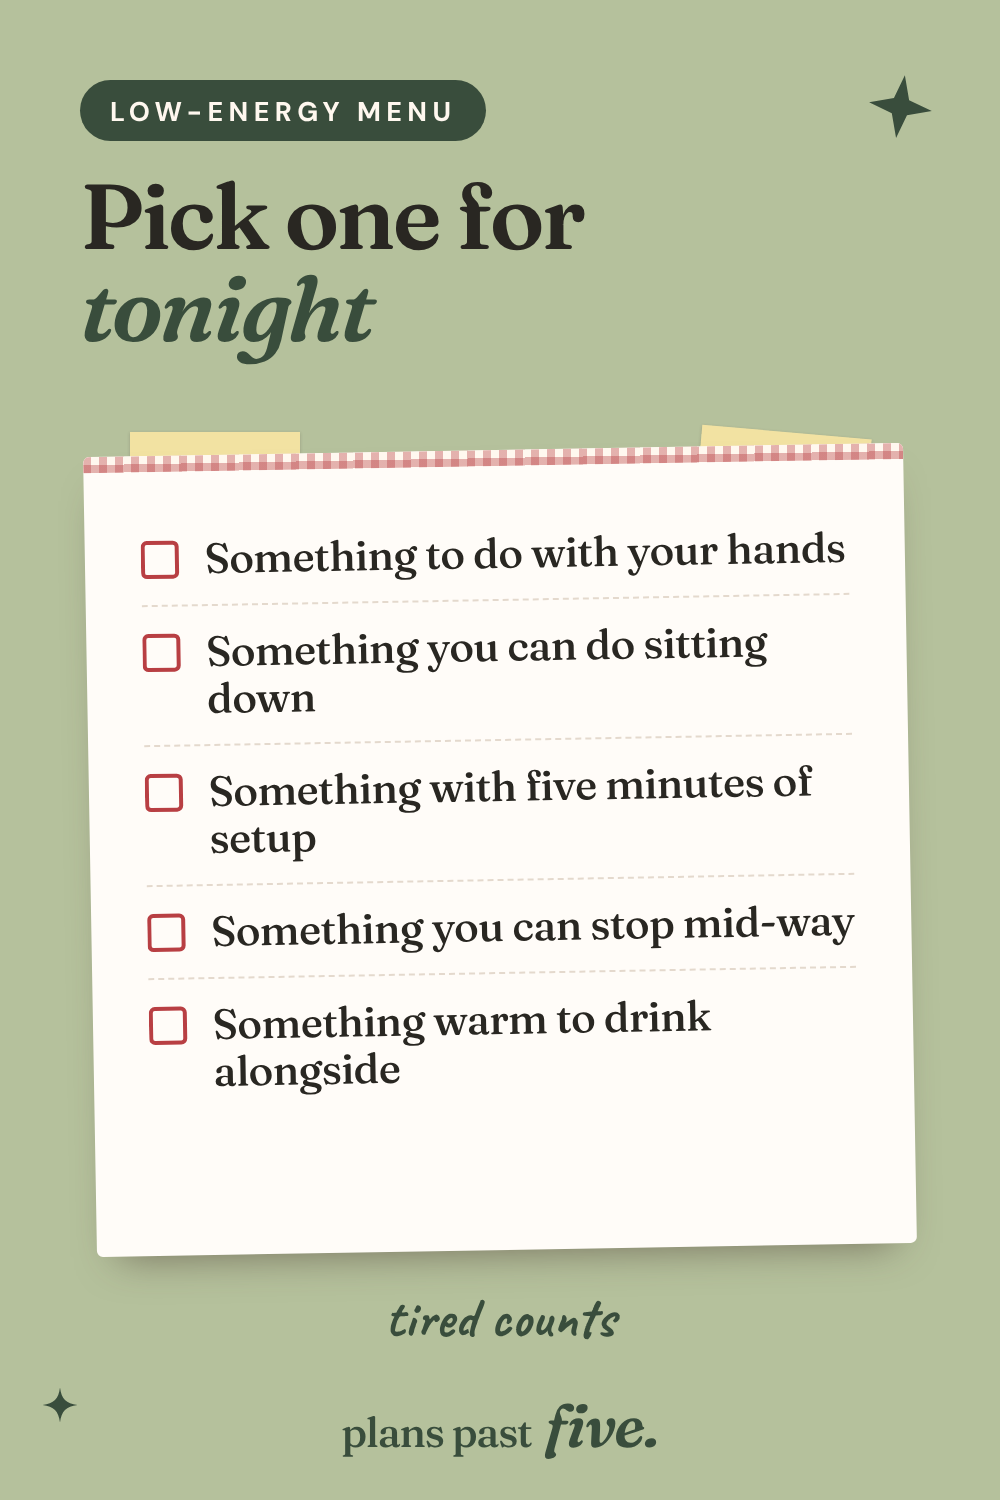 LOW-ENERGY MENU
Pick one for
tonight
Something to do with your hands
Something you can do sitting
down
Something with five minutes of
setup
Something you can stop mid-way
Something warm to drink
alongside
tired counts
plans past five.